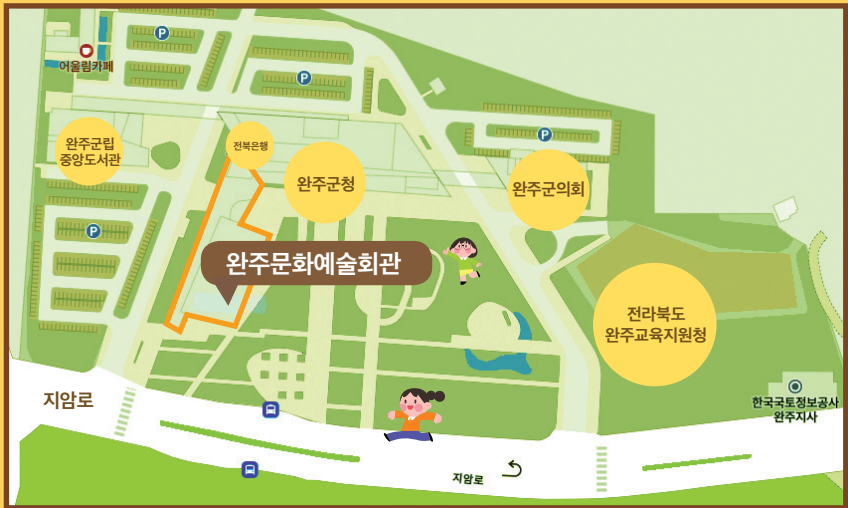 P
어울림카페
P
P
완주군립
중앙도서관
전북은행
완주군청
완주군의회
P
완주문화예술회관
전라북도
완주교육지원청
지암로
한국국토정보공사
완주지사
지암로